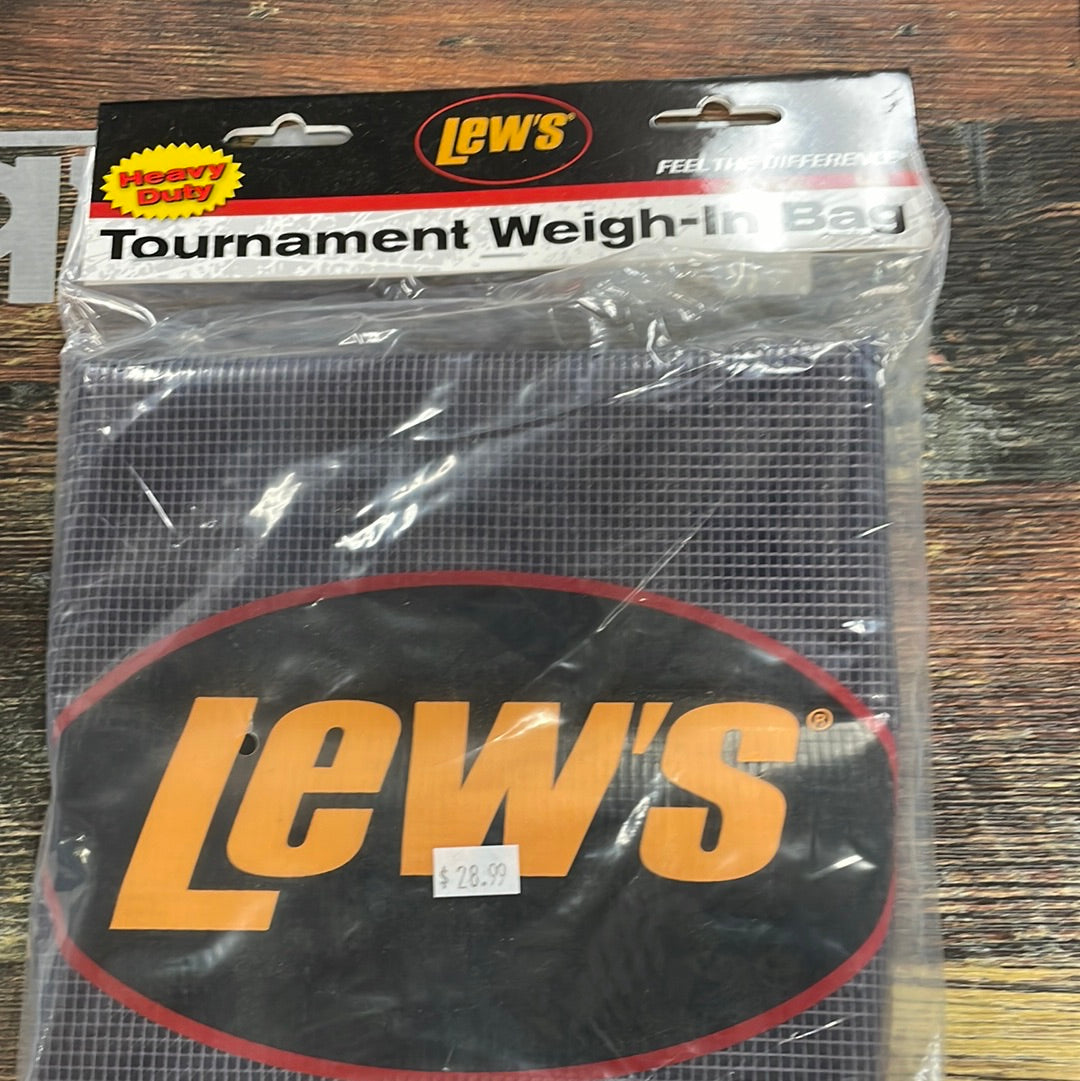 Lew's®
FEEL THE DIFFERENCE
Heavy
Duty
Tournament Weigh-In Bag
Lew's®
$ 28.99